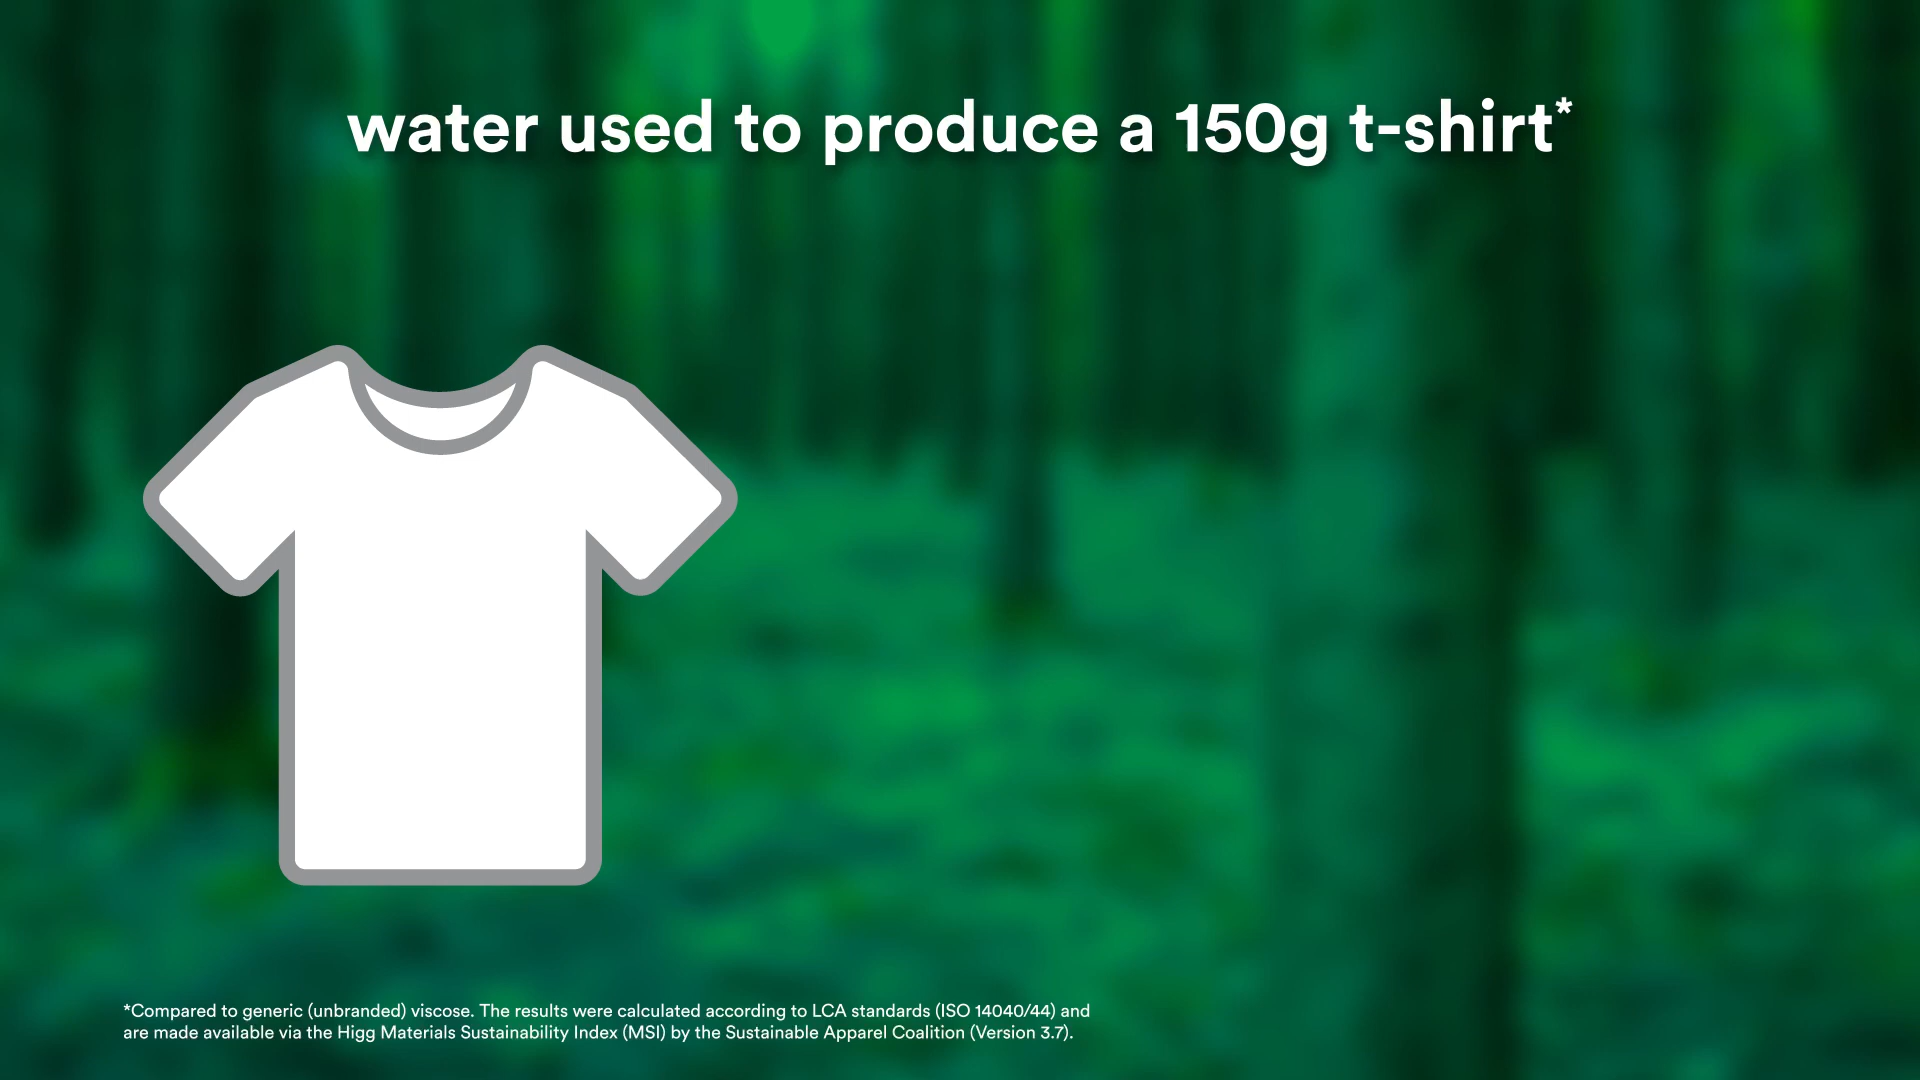 water used to produce a 150g t-shirt*
*Compared to generic (unbranded) viscose. The results were calculated according to LCA standards (ISO 14040/44) and
are made available via the Higg Materials Sustainability Index (MSI) by the Sustainable Apparel Coalition (Version 3.7).